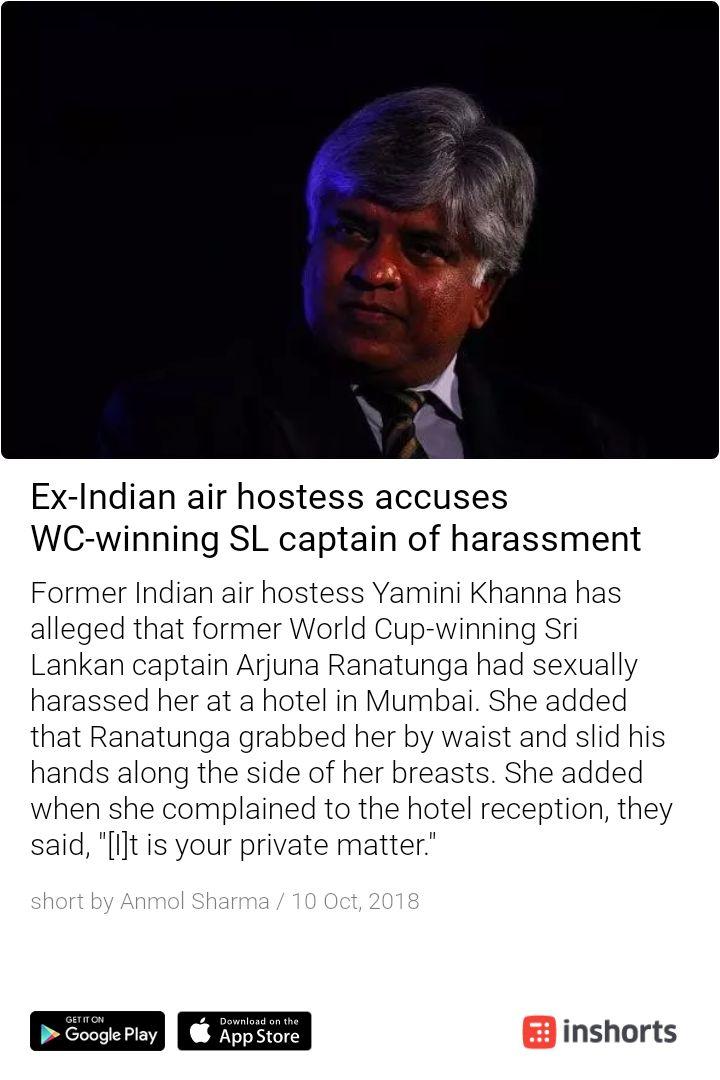 Ex-Indian air hostess accuses
WC-winning SL captain of harassment
Former Indian air hostess Yamini Khanna has
alleged that former World Cup-winning Sri
Lankan captain Arjuna Ranatunga had sexually
harassed her at a hotel in Mumbai. She added
that Ranatunga grabbed her by waist and slid his
hands along the side of her breasts. She added
when she complained to the hotel reception, they
said, "[I]t is your private matter."
short by Anmol Sharma / 10 Oct, 2018
GET IT ON
Google Play
Download on the
App Store
inshorts